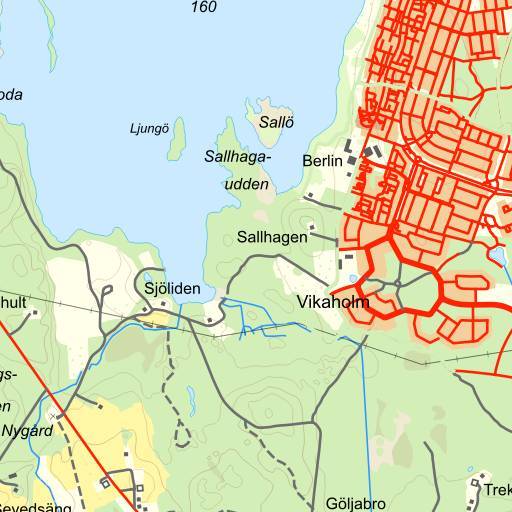 160
oda
Ljungö
Sallö
Sallhaga-
udden
Berlin
Sallhagen
Sjöliden
hult
Vikaholm
gs-
en
Nygård
Sevedsäng
Göljabro
Trek